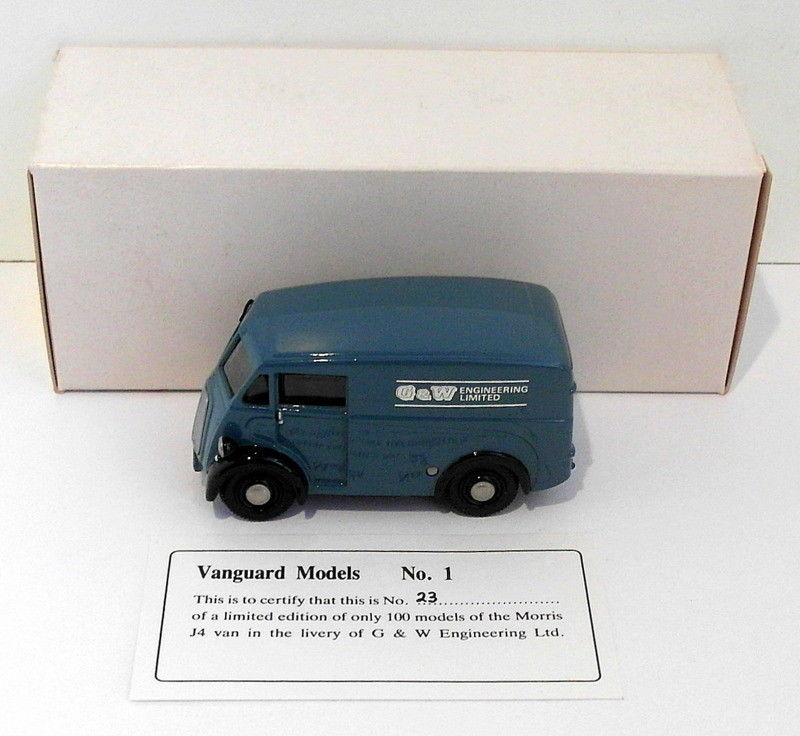 G&W ENGINEERING
LIMITED
Vanguard Models No. 1
This is to certify that this is No. 23
of a limited edition of only 100 models of the Morris
J4 van in the livery of G & W Engineering Ltd.